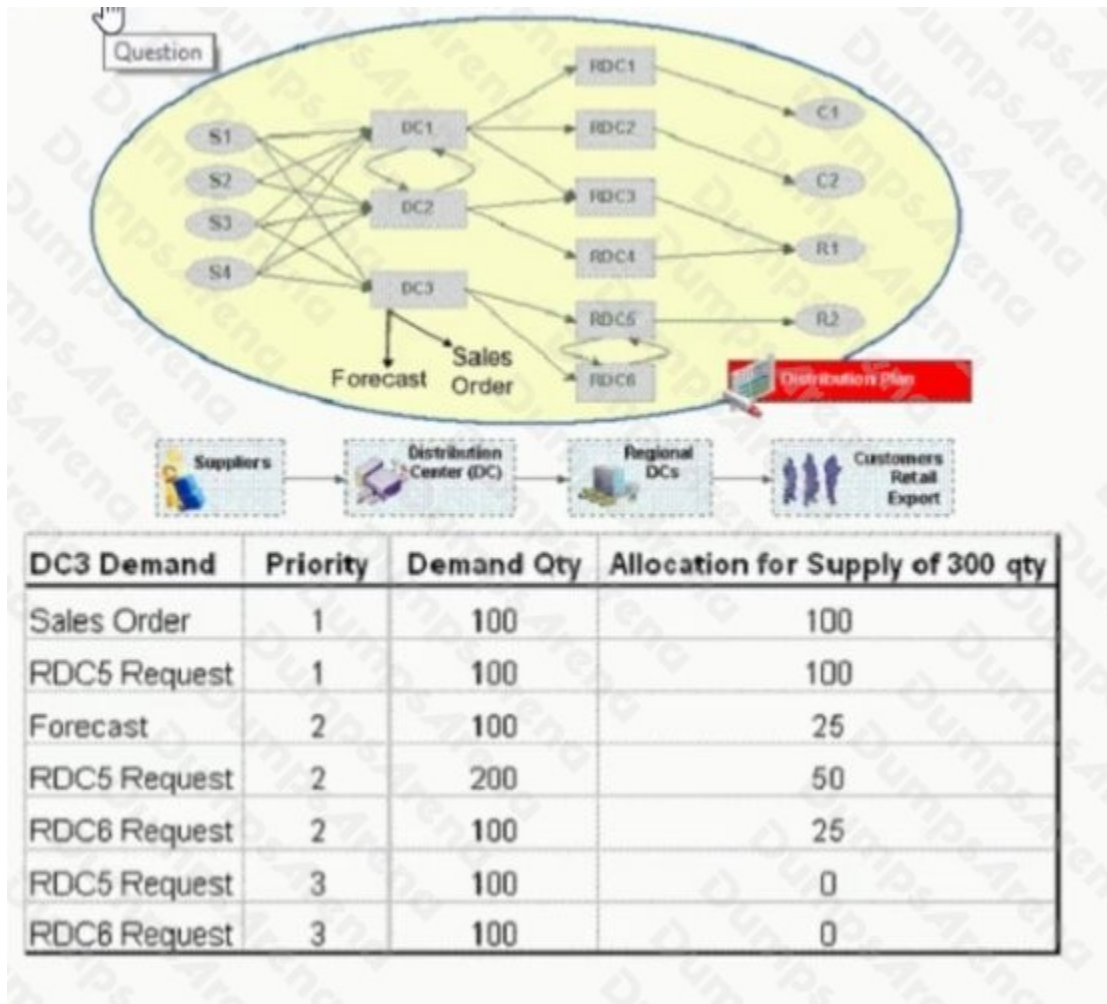 Question
RDC1
C1
S1 DC1 RDC2
S2 C2
DC2 RDC3
S3
R1
S4 RDC4
DC3
RDC5 R2
Forecast Sales
Order
RDC6
Distribution Plan
Suppliers
Distribution
Center (DC)
Regional
DCs
Customers
Retail
Export
DC3 Demand Priority Demand Qty Allocation for Supply of 300 qty
Sales Order 1 100 100
RDC5 Request 1 100 100
Forecast 2 100 25
RDC5 Request 2 200 50
RDC6 Request 2 100 25
RDC5 Request 3 100 0
RDC6 Request 3 100 0
DumpsArena